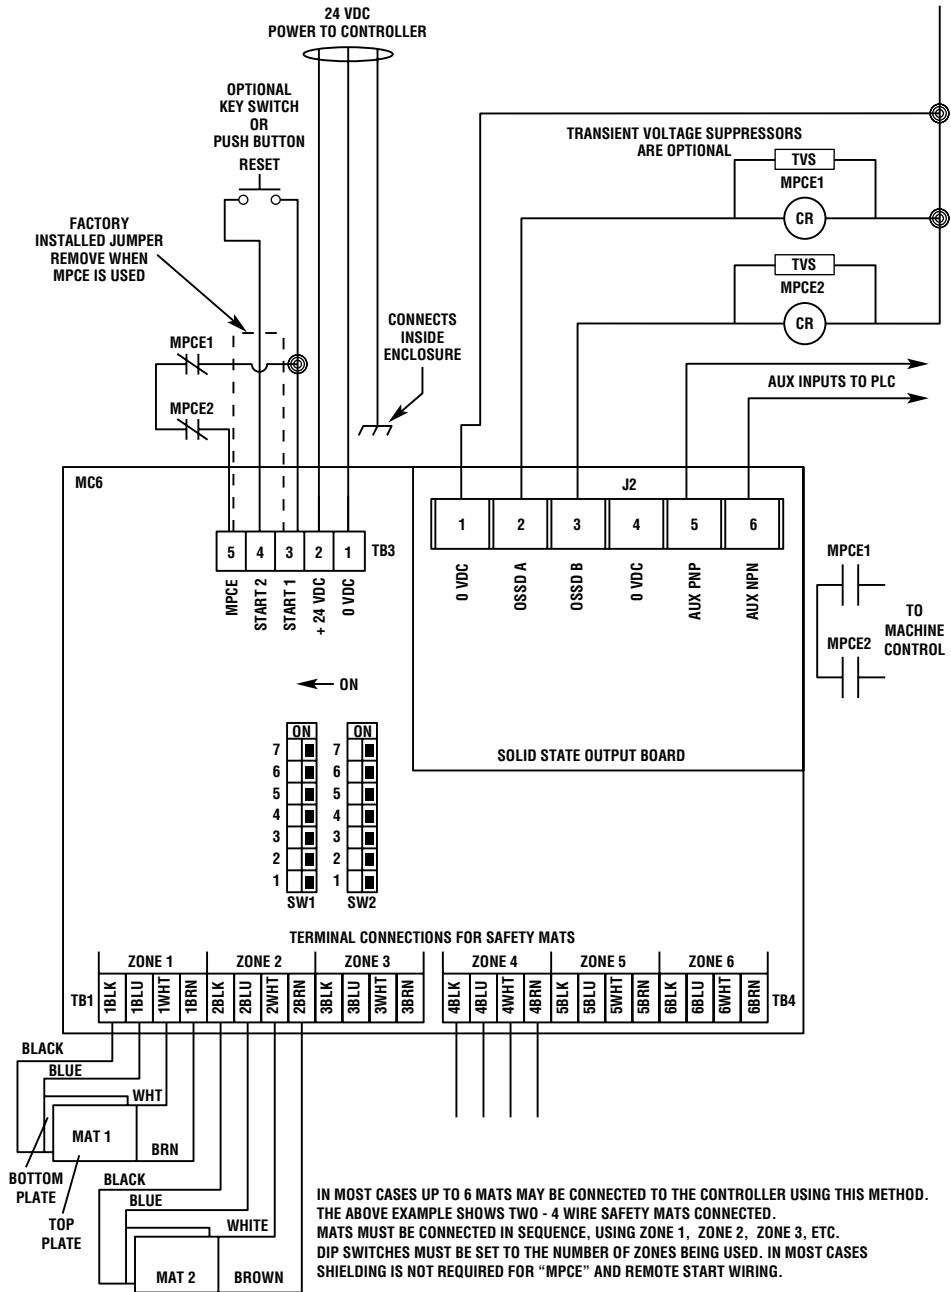 24 VDC
POWER TO CONTROLLER
OPTIONAL
KEY SWITCH
OR
PUSH BUTTON
RESET
TRANSIENT VOLTAGE SUPPRESSORS
ARE OPTIONAL
TVS
MPCE1
CR
TVS
MPCE2
CR
FACTORY
INSTALLED JUMPER
REMOVE WHEN
MPCE IS USED
CONNECTS
INSIDE
ENCLOSURE
MPCE1
MPCE2
AUX INPUTS TO PLC
MC6
J2
1 2 3 4 5 6
0 VDC
OSSD A
OSSD B
0 VDC
AUX PNP
AUX NPN
5 4 3 2 1 TB3
MPCE
START 2
START 1
+ 24 VDC
0 VDC
MPCE1
MPCE2
TO
MACHINE
CONTROL
ON
ON ON
7 7
6 6
5 5
4 4
3 3
2 2
1 1
SW1 SW2
SOLID STATE OUTPUT BOARD
TERMINAL CONNECTIONS FOR SAFETY MATS
ZONE 1 ZONE 2 ZONE 3 ZONE 4 ZONE 5 ZONE 6
TB1 1BLK 1BLU 1WHT 1BRN 2BLK 2BLU 2WHT 2BRN 3BLK 3BLU 3WHT 3BRN 4BLK 4BLU 4WHT 4BRN 5BLK 5BLU 5WHT 5BRN 6BLK 6BLU 6WHT 6BRN TB4
BLACK
BLUE
WHT
MAT 1
BRN
BOTTOM
PLATE
TOP
PLATE
BLACK
BLUE
WHITE
MAT 2
BROWN
IN MOST CASES UP TO 6 MATS MAY BE CONNECTED TO THE CONTROLLER USING THIS METHOD.
THE ABOVE EXAMPLE SHOWS TWO - 4 WIRE SAFETY MATS CONNECTED.
MATS MUST BE CONNECTED IN SEQUENCE, USING ZONE 1, ZONE 2, ZONE 3, ETC.
DIP SWITCHES MUST BE SET TO THE NUMBER OF ZONES BEING USED. IN MOST CASES
SHIELDING IS NOT REQUIRED FOR “MPCE” AND REMOTE START WIRING.